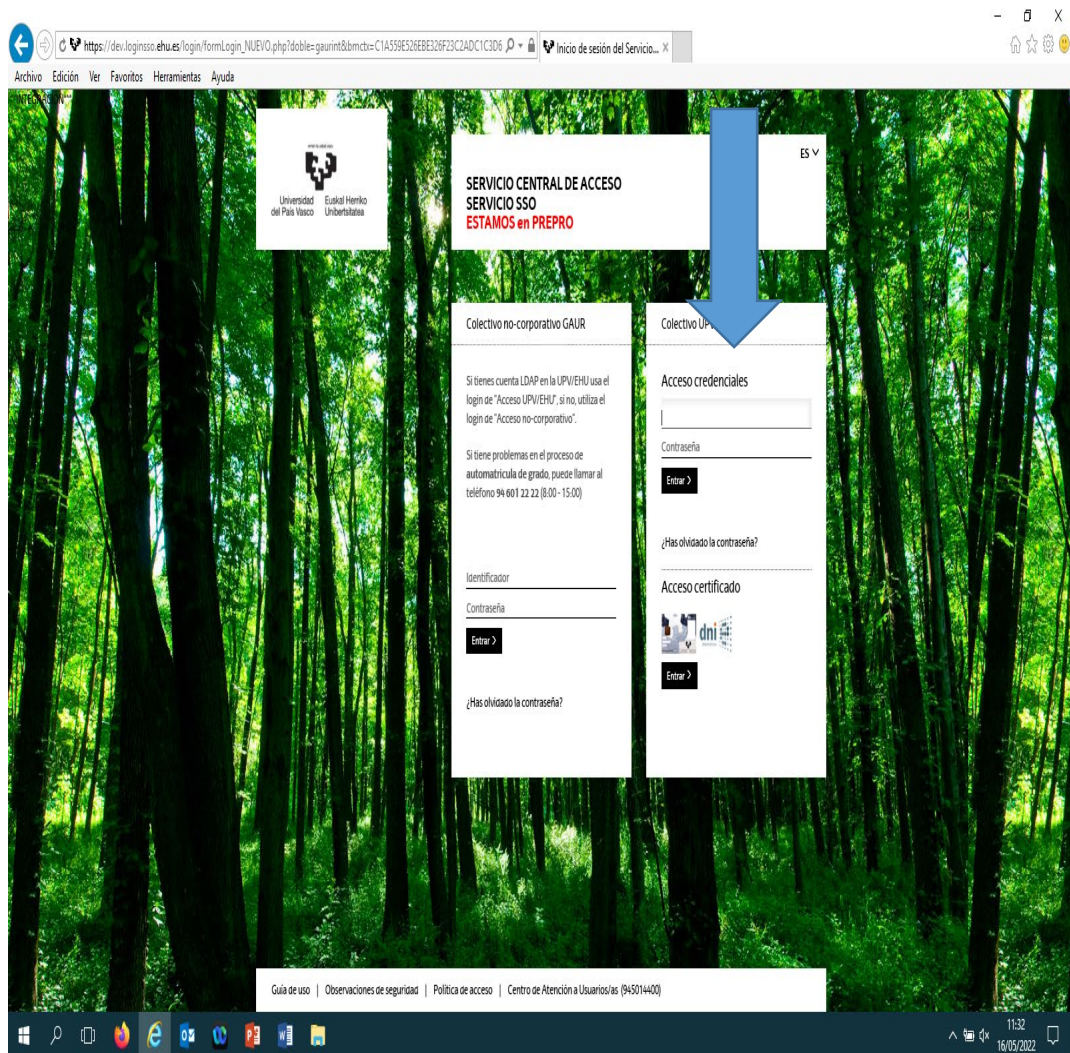 https://dev.loginsso.ehu.es/login/formLogin_NUEVO.php?doble=gaurint&bmctx=C1A559E526EBE326F23C2ADC1C3D6
Inicio de sesión del Servicio...
Archivo Edición Ver Favoritos Herramientas Ayuda
Universidad del País Vasco
Euskal Herriko Unibertsitatea
ES
SERVICIO CENTRAL DE ACCESO
SERVICIO SSO
ESTAMOS en PREPRO
Colectivo no-corporativo GAUR
Si tienes cuenta LDAP en la UPV/EHU usa el
login de "Acceso UPV/EHU", si no, utiliza el
login de "Acceso no-corporativo".
Si tiene problemas en el proceso de
automatricula de grado, puede llamar al
teléfono 94 601 22 22 (8:00 - 15:00)
Identificador
Contraseña
Entrar >
¿Has olvidado la contraseña?
Colectivo
Acceso credenciales
Contraseña
Entrar >
¿Has olvidado la contraseña?
Acceso certificado
dni
Entrar >
Guía de uso | Observaciones de seguridad | Política de acceso | Centro de Atención a Usuarios/as (945014400)
11:32
16/05/2022